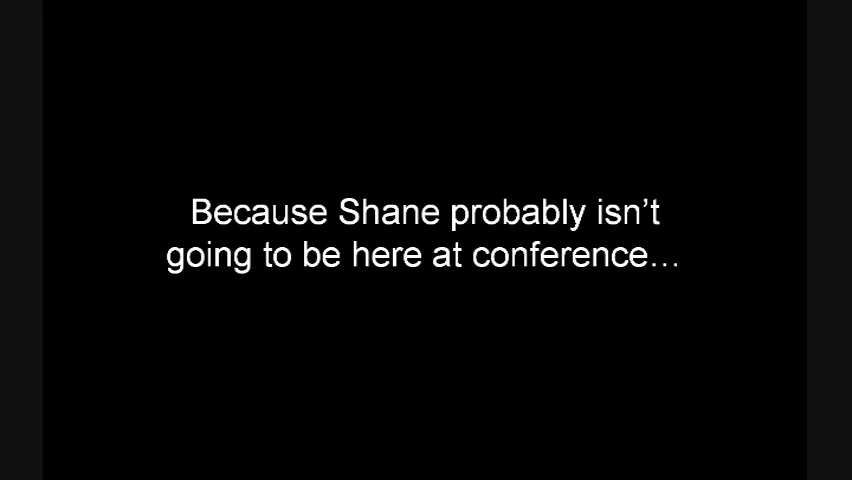 Because Shane probably isn’t
going to be here at conference…